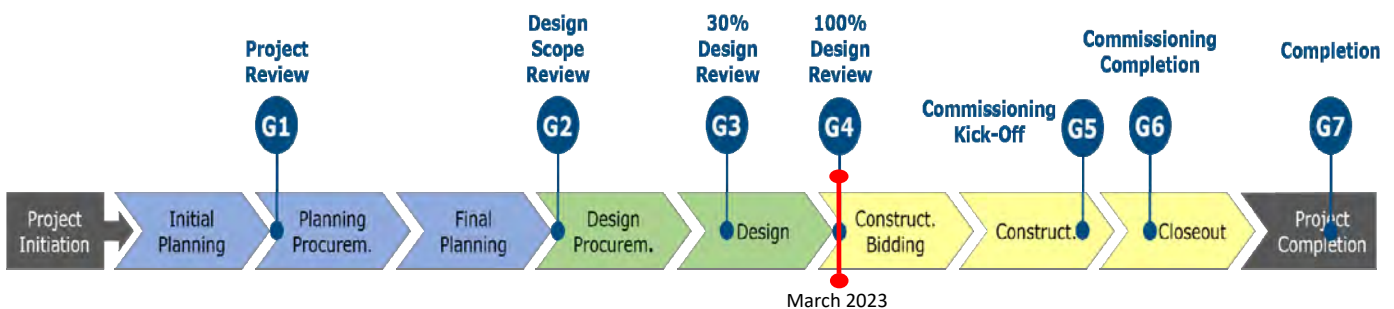 Project
Review
G1
Design
Scope
Review
G2
30%
Design
Review
G3
100%
Design
Review
G4
Commissioning
Kick-Off
G5
Commissioning
Completion
G6
Completion
G7
Project
Initiation
Initial
Planning
Planning
Procurem.
Final
Planning
Design
Procurem.
Design
Construct.
Bidding
Construct.
Closeout
Project
Completion
March 2023